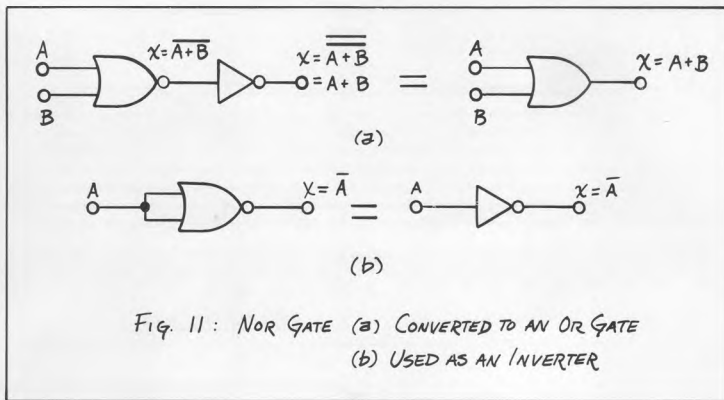 A
B
x = A̅+̅B̅
x = A̿+̿B̿
= A + B
=
A
B
x = A + B
(a)
A
X = A̅
=
A
x = A̅
(b)
FIG. 11 : NOR GATE (a) CONVERTED TO AN OR GATE
(b) USED AS AN INVERTER